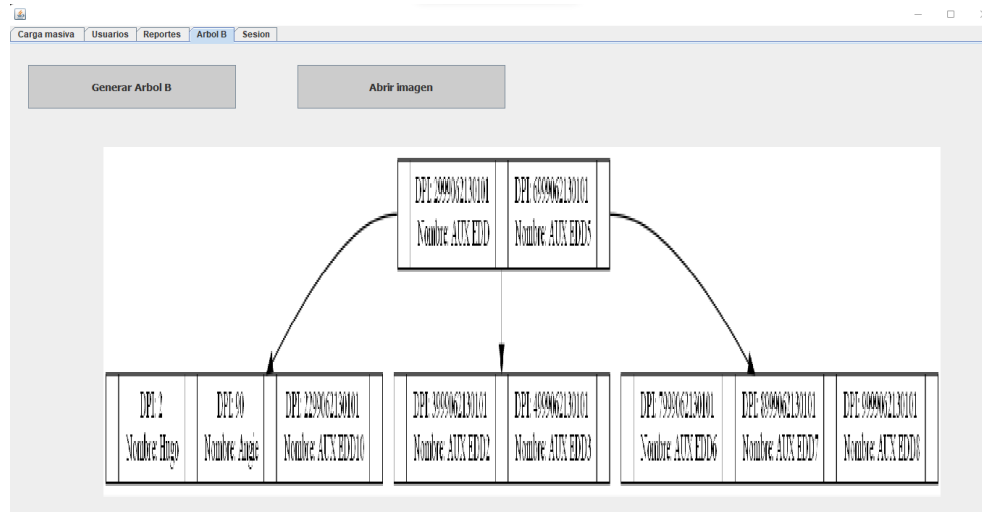 Carga masiva Usuarios Reportes Arbol B Sesion
Generar Arbol B
Abrir imagen
DPI: 2999062130101
Nombre: AUX EDD
DPI: 6999062130101
Nombre: AUX EDD5
DPI: 2
Nombre: Hugo
DPI: 90
Nombre: Angie
DPI: 2299062130101
Nombre: AUX EDD10
DPI: 3999062130101
Nombre: AUX EDD2
DPI: 4999062130101
Nombre: AUX EDD3
DPI: 7999062130101
Nombre: AUX EDD6
DPI: 8999062130101
Nombre: AUX EDD7
DPI: 9999062130101
Nombre: AUX EDD8